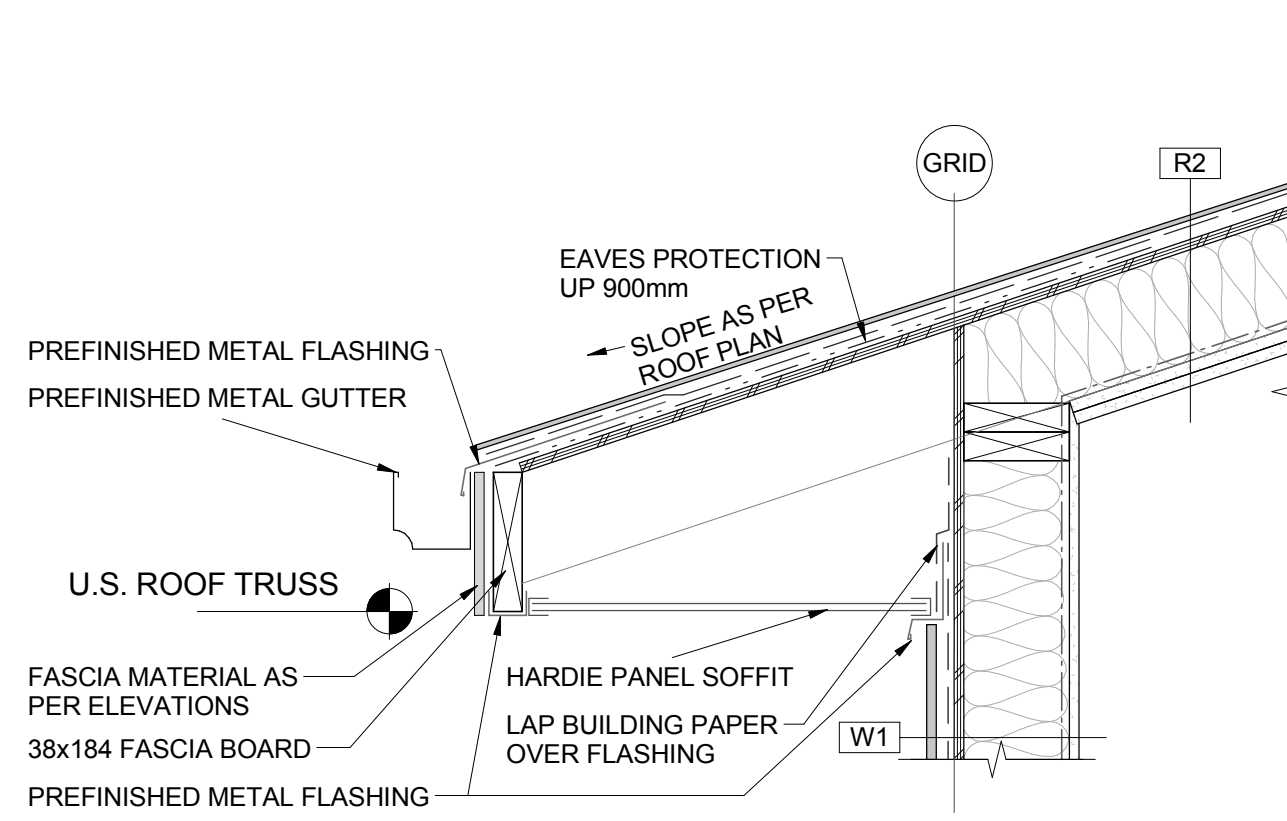 GRID
R2
EAVES PROTECTION
UP 900mm
SLOPE AS PER
ROOF PLAN
PREFINISHED METAL FLASHING
PREFINISHED METAL GUTTER
U.S. ROOF TRUSS
FASCIA MATERIAL AS
PER ELEVATIONS
38x184 FASCIA BOARD
PREFINISHED METAL FLASHING
HARDIE PANEL SOFFIT
LAP BUILDING PAPER
OVER FLASHING
W1